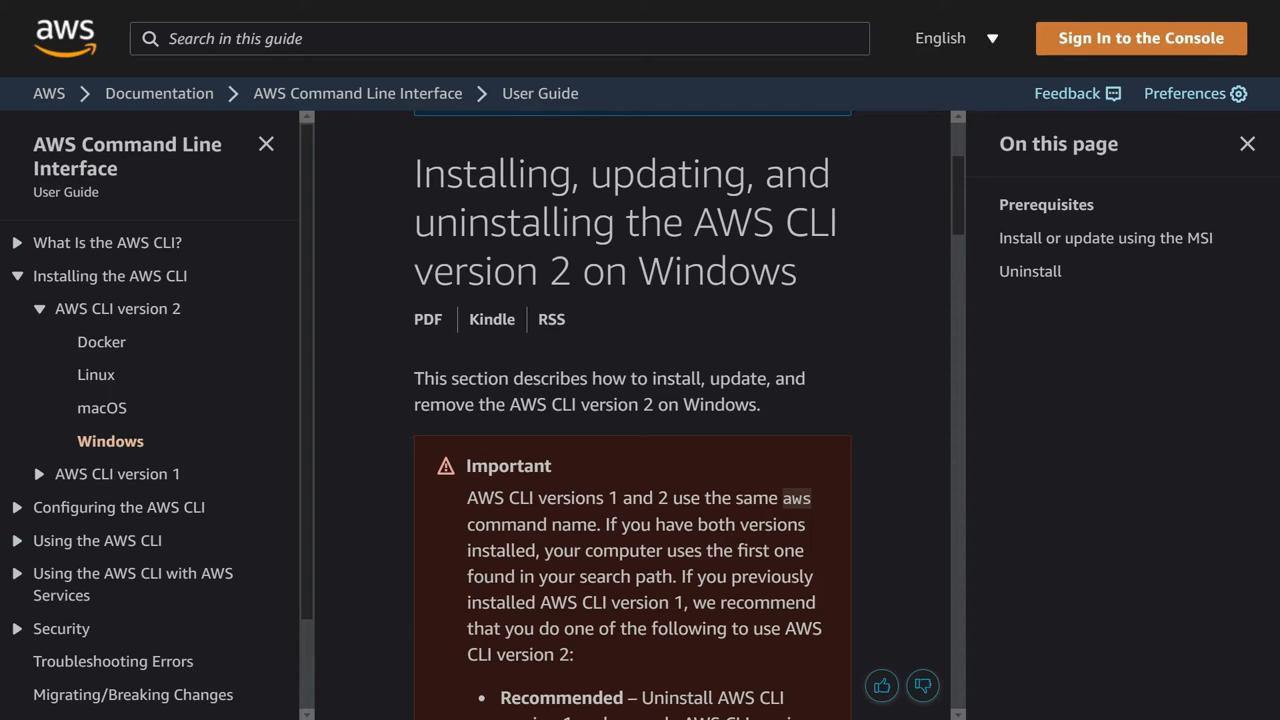 aws
Search in this guide
English
Sign In to the Console
AWS
Documentation
AWS Command Line Interface
User Guide
Feedback
Preferences
AWS Command Line
Interface
User Guide
What Is the AWS CLI?
Installing the AWS CLI
AWS CLI version 2
Docker
Linux
macOS
Windows
AWS CLI version 1
Configuring the AWS CLI
Using the AWS CLI
Using the AWS CLI with AWS
Services
Security
Troubleshooting Errors
Migrating/Breaking Changes
Installing, updating, and
uninstalling the AWS CLI
version 2 on Windows
PDF
Kindle
RSS
This section describes how to install, update, and
remove the AWS CLI version 2 on Windows.
Important
AWS CLI versions 1 and 2 use the same aws
command name. If you have both versions
installed, your computer uses the first one
found in your search path. If you previously
installed AWS CLI version 1, we recommend
that you do one of the following to use AWS
CLI version 2:
• Recommended – Uninstall AWS CLI
On this page
Prerequisites
Install or update using the MSI
Uninstall